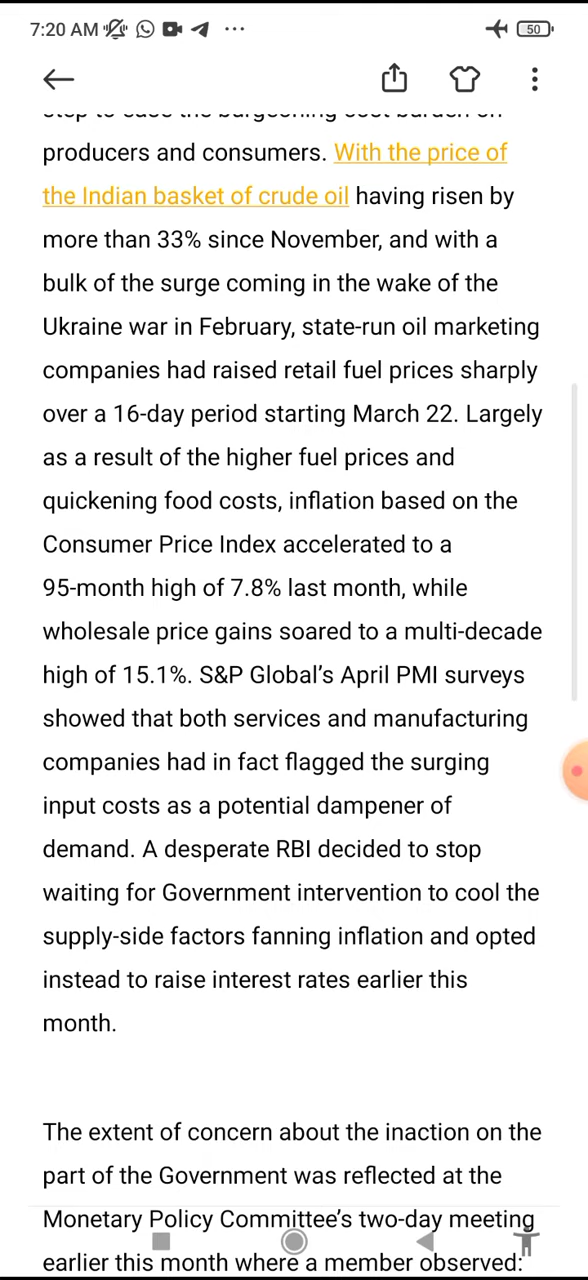 7:20 AM
50
step to ease the burgeoning cost burden on
producers and consumers. With the price of
the Indian basket of crude oil having risen by
more than 33% since November, and with a
bulk of the surge coming in the wake of the
Ukraine war in February, state-run oil marketing
companies had raised retail fuel prices sharply
over a 16-day period starting March 22. Largely
as a result of the higher fuel prices and
quickening food costs, inflation based on the
Consumer Price Index accelerated to a
95-month high of 7.8% last month, while
wholesale price gains soared to a multi-decade
high of 15.1%. S&P Global’s April PMI surveys
showed that both services and manufacturing
companies had in fact flagged the surging
input costs as a potential dampener of
demand. A desperate RBI decided to stop
waiting for Government intervention to cool the
supply-side factors fanning inflation and opted
instead to raise interest rates earlier this
month.
The extent of concern about the inaction on the
part of the Government was reflected at the
Monetary Policy Committee’s two-day meeting
earlier this month where a member observed: